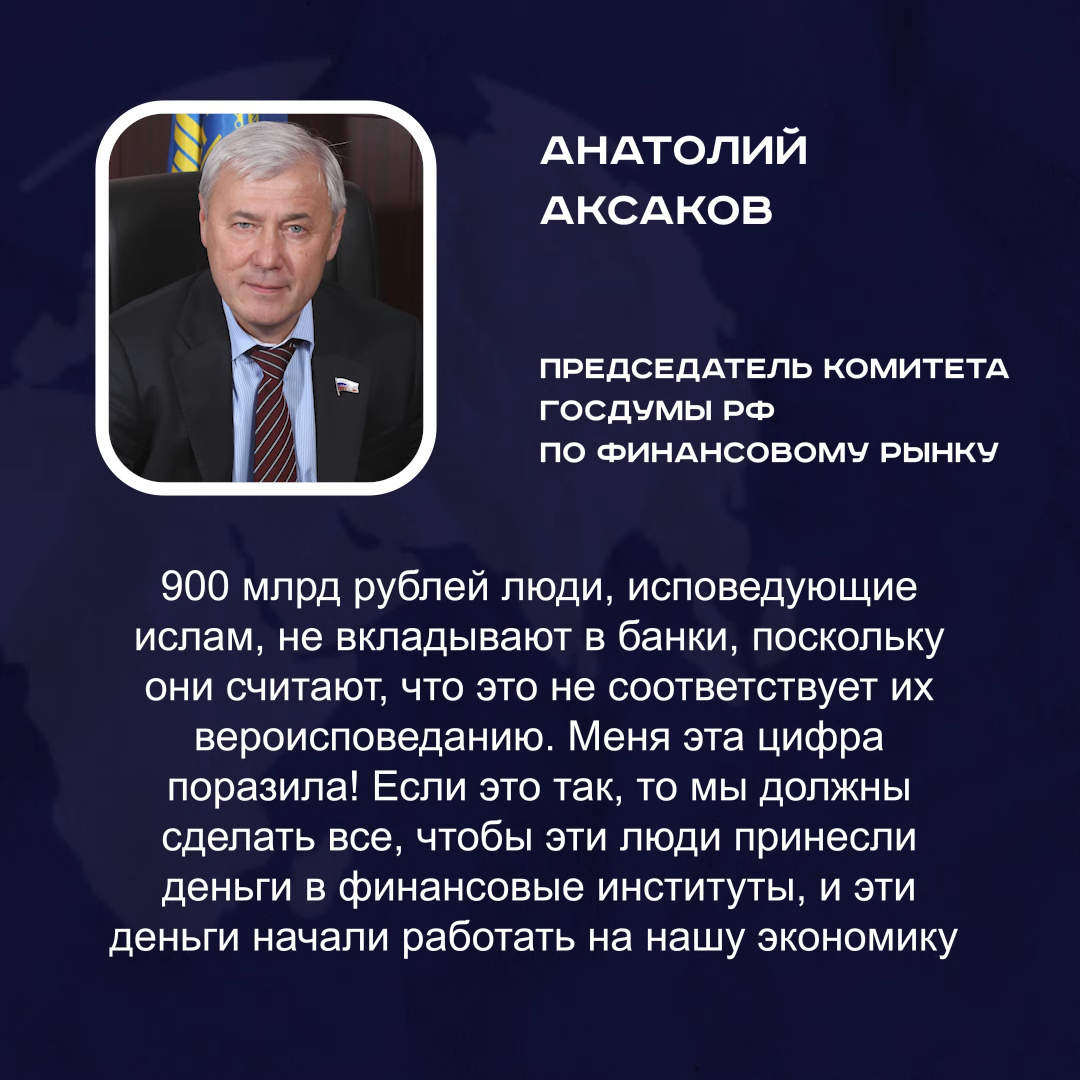 АНАТОЛИЙ
АКСАКОВ
ПРЕДСЕДАТЕЛЬ КОМИТЕТА
ГОСДУМЫ РФ
ПО ФИНАНСОВОМУ РЫНКУ
900 млрд рублей люди, исповедующие
ислам, не вкладывают в банки, поскольку
они считают, что это не соответствует их
вероисповеданию. Меня эта цифра
поразила! Если это так, то мы должны
сделать все, чтобы эти люди принесли
деньги в финансовые институты, и эти
деньги начали работать на нашу экономику